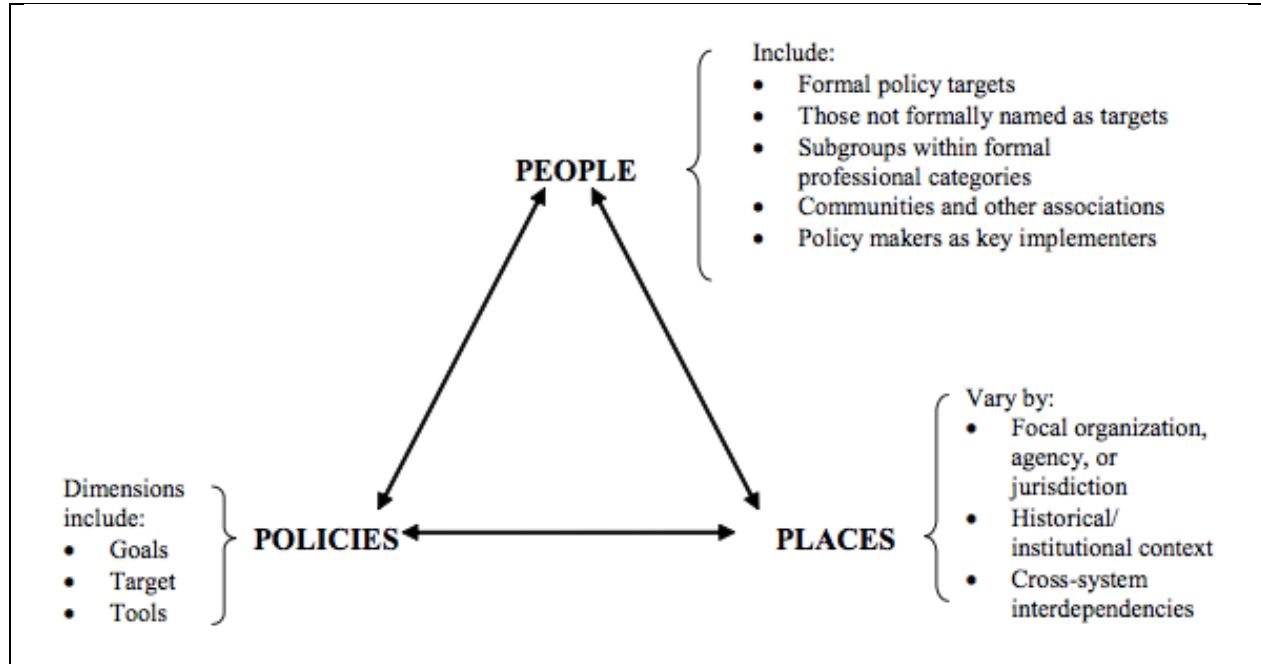 Include:
• Formal policy targets
• Those not formally named as targets
• Subgroups within formal
professional categories
• Communities and other associations
• Policy makers as key implementers
PEOPLE
Dimensions
include:
• Goals
• Target
• Tools
POLICIES
PLACES
Vary by:
• Focal organization,
agency, or
jurisdiction
• Historical/
institutional context
• Cross-system
interdependencies